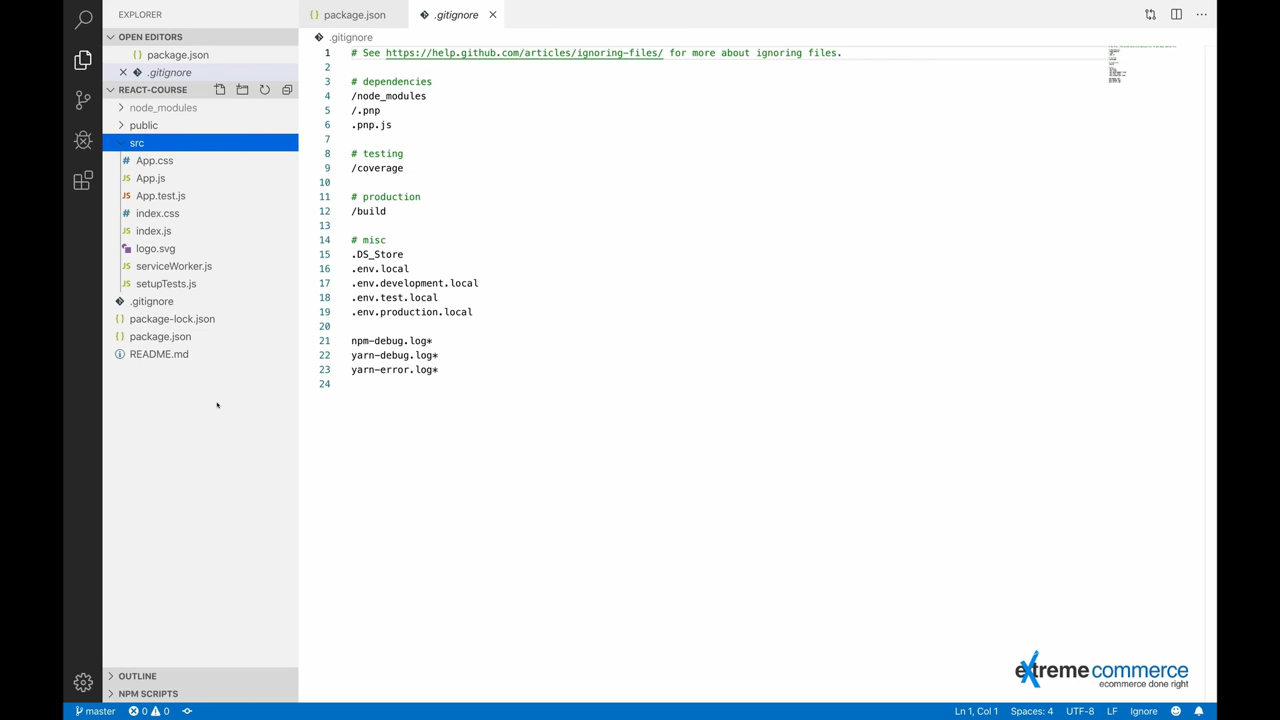 EXPLORER
OPEN EDITORS
package.json
.gitignore
REACT-COURSE
node_modules
public
src
App.css
App.js
App.test.js
index.css
index.js
logo.svg
serviceWorker.js
setupTests.js
.gitignore
package-lock.json
package.json
README.md
OUTLINE
NPM SCRIPTS
package.json
.gitignore
.gitignore
1 # See https://help.github.com/articles/ignoring-files/ for more about ignoring files.
2
3 # dependencies
4 /node_modules
5 /.pnp
6 .pnp.js
7
8 # testing
9 /coverage
10
11 # production
12 /build
13
14 # misc
15 .DS_Store
16 .env.local
17 .env.development.local
18 .env.test.local
19 .env.production.local
20
21 npm-debug.log*
22 yarn-debug.log*
23 yarn-error.log*
24
extreme commerce
ecommerce done right
master 0 0 Ln 1, Col 1 Spaces: 4 UTF-8 LF Ignore